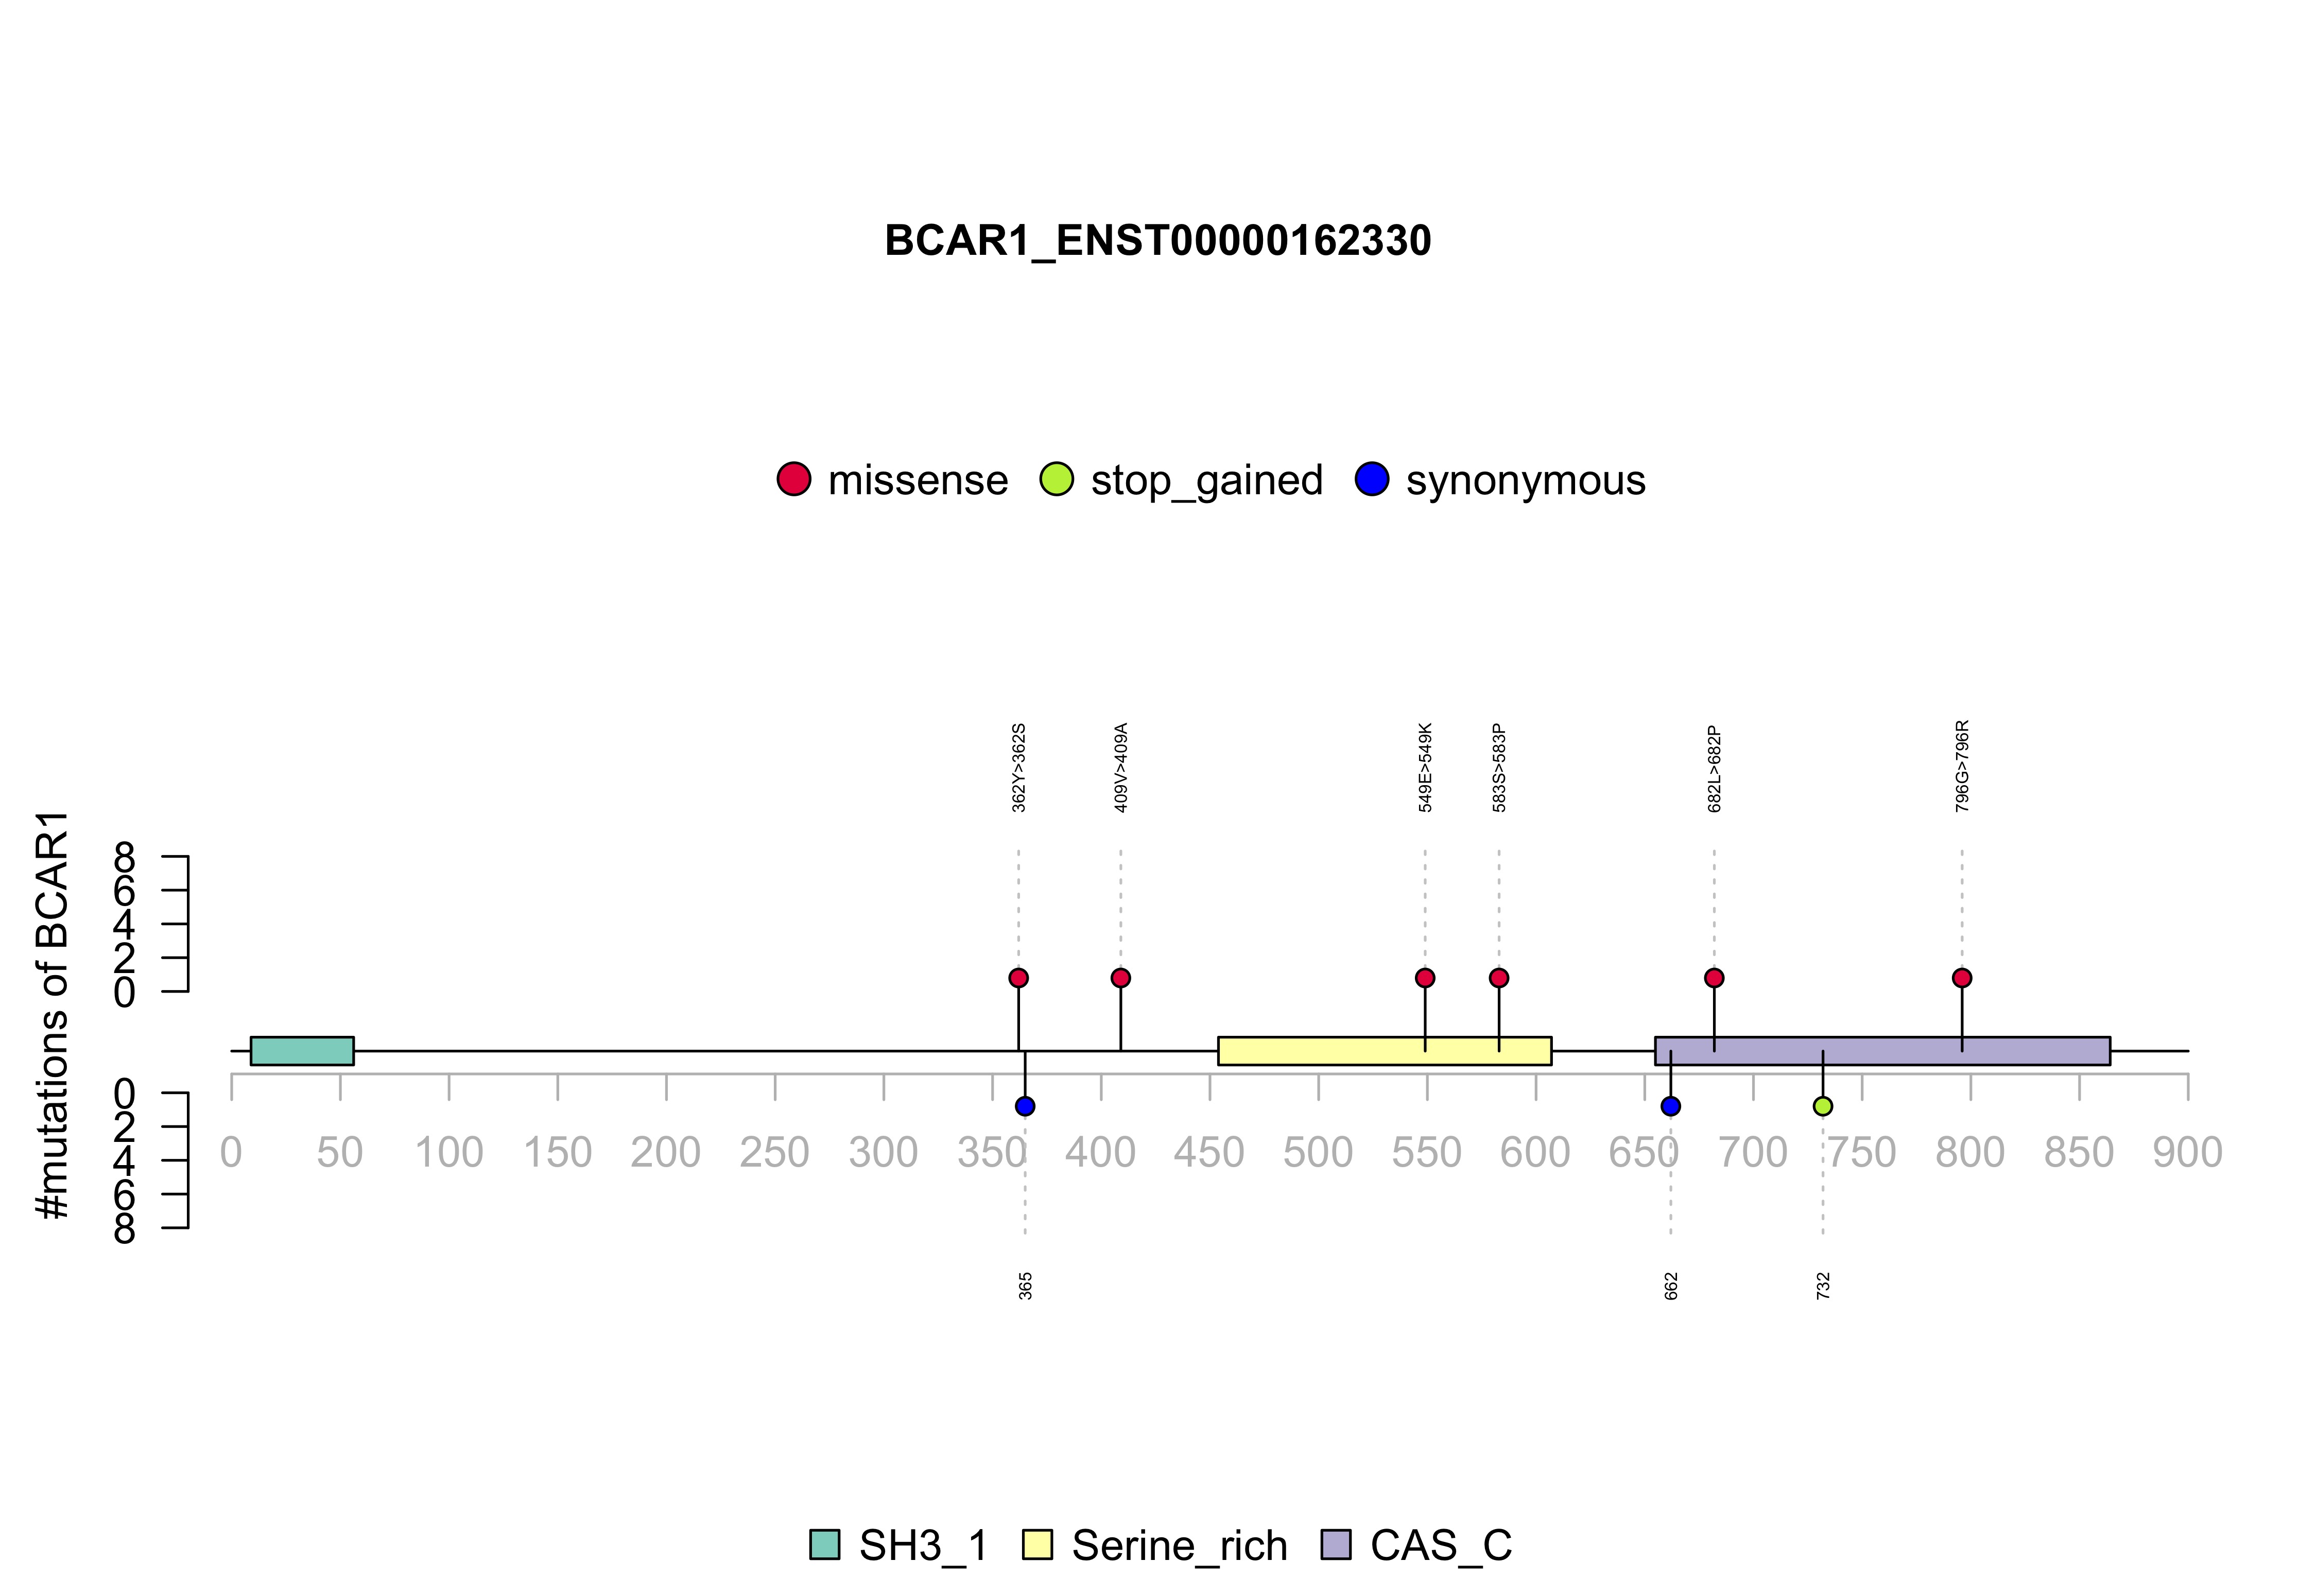 BCAR1_ENST00000162330
missense stop_gained synonymous
362Y>362S
409V>409A
549E>549K
583S>583P
682L>682P
796G>796R
#mutations of BCAR1
8
6
4
2
0
0
2
4
6
8
0 50 100 150 200 250 300 350 400 450 500 550 600 650 700 750 800 850 900
365
662
732
SH3_1 Serine_rich CAS_C